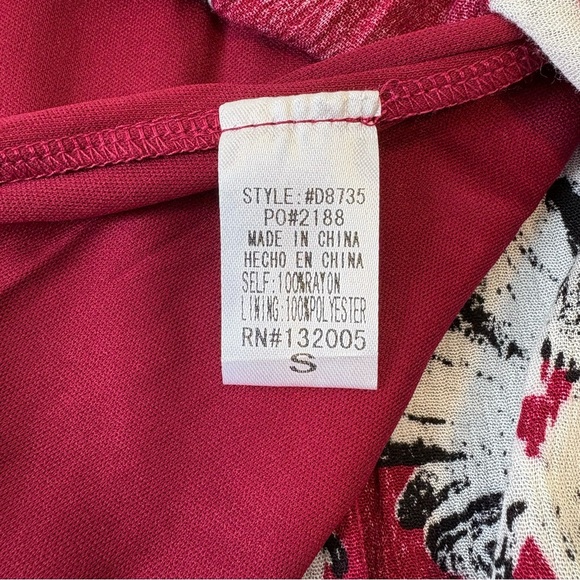 STYLE:#D8735
PO#2188
MADE IN CHINA
HECHO EN CHINA
SELF:100%RAYON
LINING:100%POLYESTER
RN#132005
S